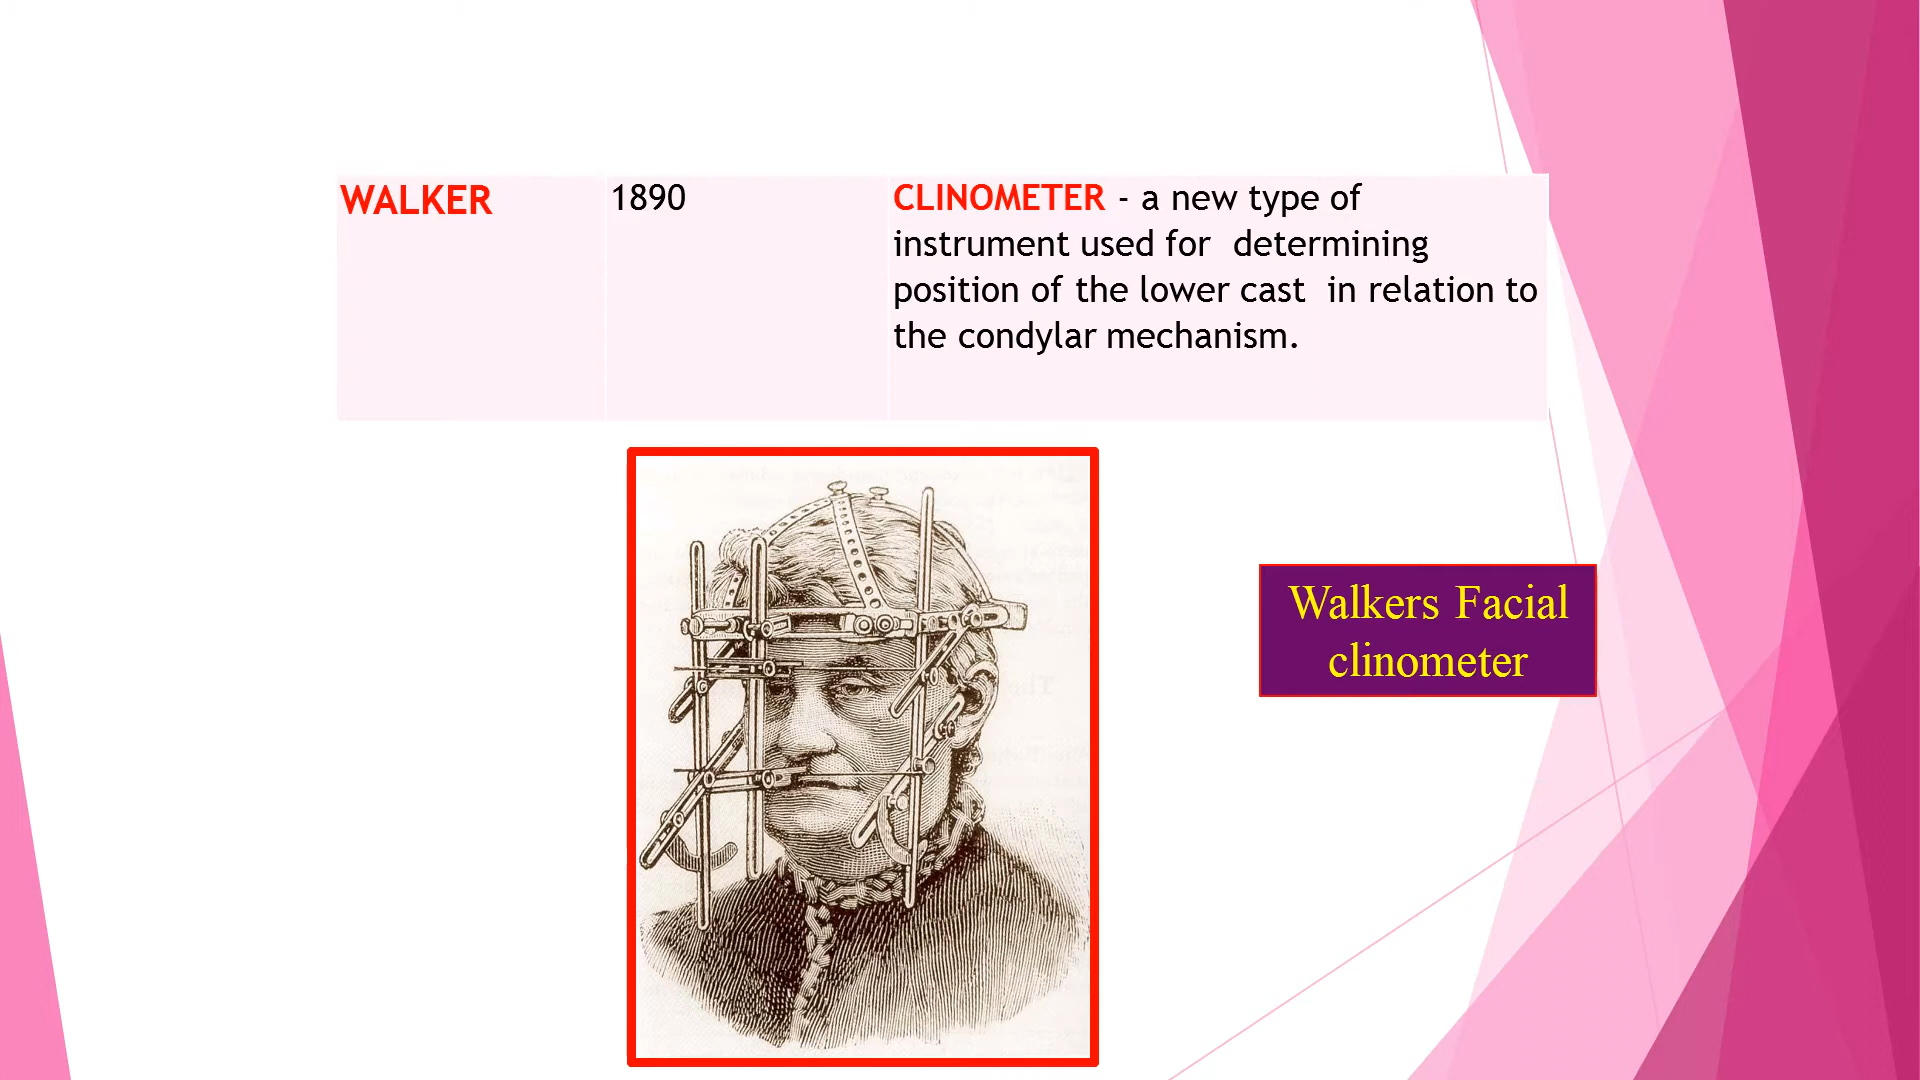 WALKER
1890
CLINOMETER - a new type of
instrument used for determining
position of the lower cast in relation to
the condylar mechanism.
Walkers Facial
clinometer